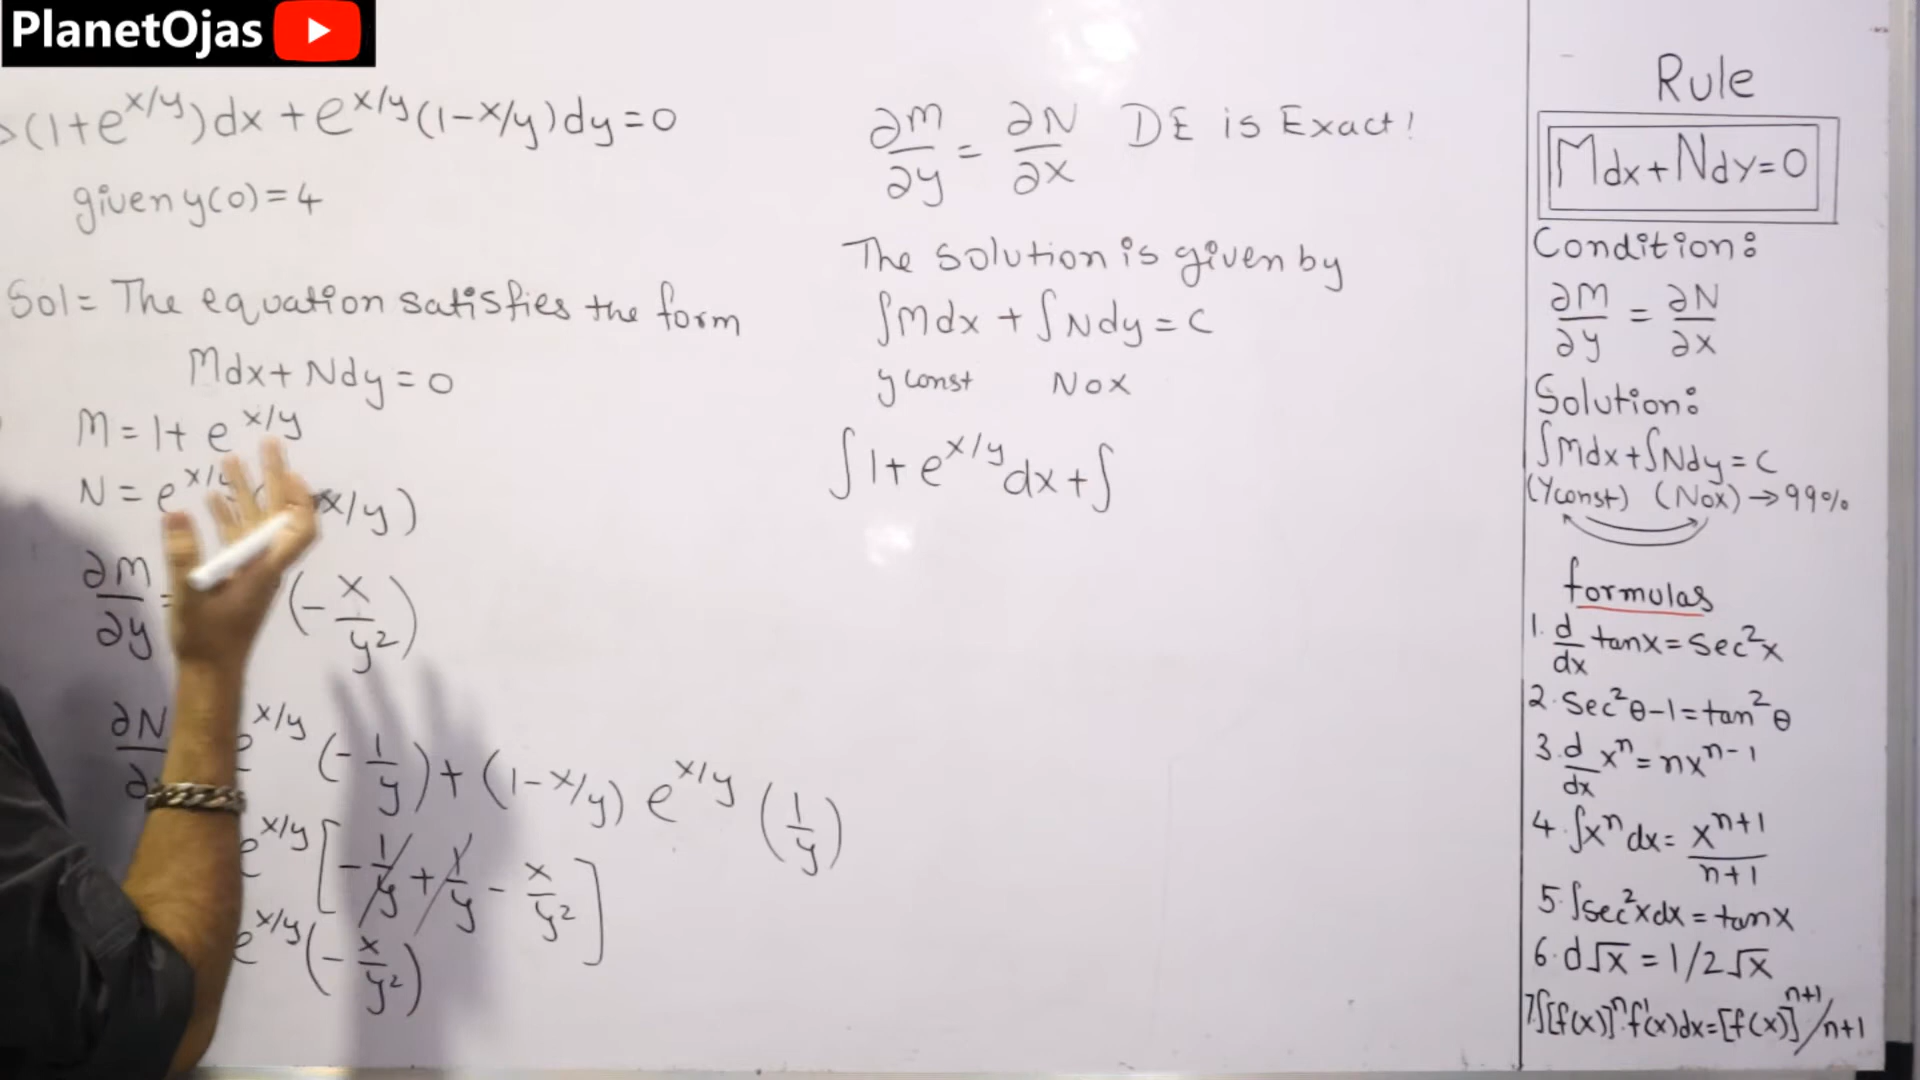 PlanetOjas
(1+e^x/y)dx+e^x/y(1-x/y)dy=0
given y(0)=4
Sol= The equation satisfies the form
Mdx+Ndy=0
M=1+e^x/y
N=e^x/y x/y)
∂M/∂y = (-x/y²)
∂N e^x/y(-1/y)+(1-x/y)e^x/y(1/y)
e^x/y[-1/y+1/y-x/y²]
e^x/y(-x/y²)
∂M/∂y=∂N/∂x DE is Exact!
The solution is given by
∫Mdx+∫Ndy=c
y const Nox
∫1+e^x/y dx+∫
Rule
Mdx+Ndy=0
Condition:
∂M/∂y=∂N/∂x
Solution:
∫Mdx+∫Ndy=c
(Yconst) (Nox)→99%
formulas
1. d/dx tanx=Sec²x
2. Sec²θ-1=tan²θ
3. d/dx xⁿ=nxⁿ⁻¹
4. ∫xⁿdx=xⁿ⁺¹/n+1
5. ∫sec²xdx=tanx
6. d√x=1/2√x
7. ∫[f(x)]ⁿf'(x)dx=[f(x)]ⁿ⁺¹/n+1